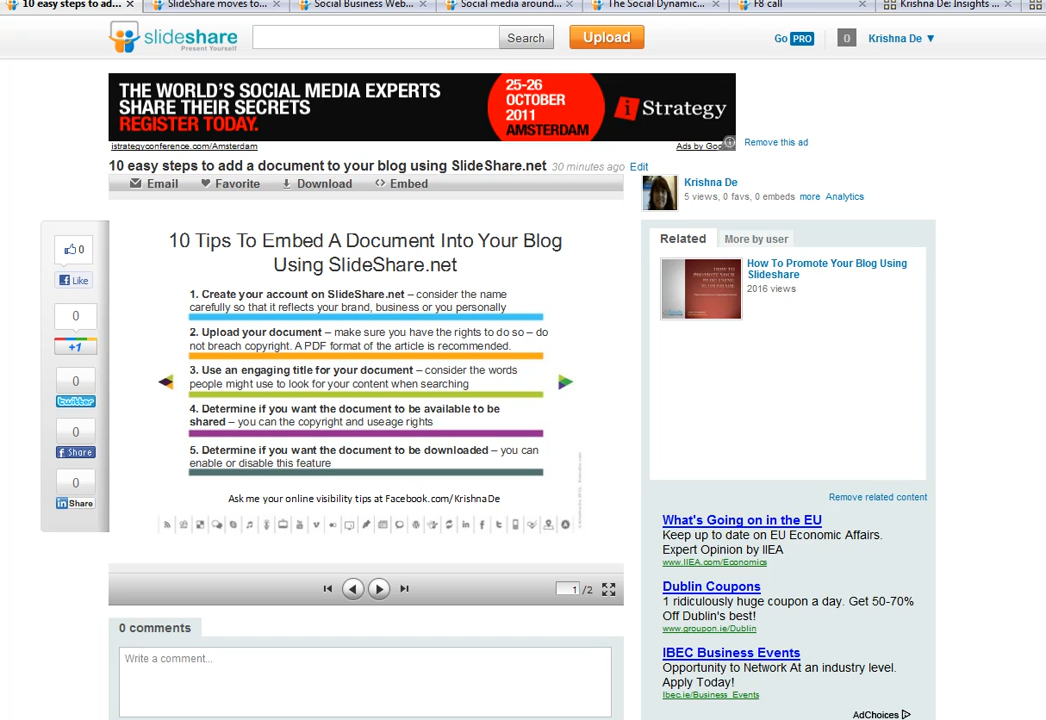 10 easy steps to ad...
SlideShare moves to...
Social Business Web...
Social media around...
The Social Dynamic...
F8 call
Krishna De: Insights ...
slideshare
Present Yourself
Search
Upload
Go PRO
0
Krishna De ▼
THE WORLD'S SOCIAL MEDIA EXPERTS
SHARE THEIR SECRETS
REGISTER TODAY.
25-26
OCTOBER
2011
AMSTERDAM
i Strategy
istrategyconference.com/Amsterdam
Ads by Goo
Remove this ad
10 easy steps to add a document to your blog using SlideShare.net 30 minutes ago Edit
Email
Favorite
Download
Embed
Krishna De
5 views, 0 favs, 0 embeds more Analytics
0
Like
0
+1
0
twitter
0
Share
0
in Share
10 Tips To Embed A Document Into Your Blog
Using SlideShare.net
1. Create your account on SlideShare.net – consider the name
carefully so that it reflects your brand, business or you personally
2. Upload your document – make sure you have the rights to do so – do
not breach copyright. A PDF format of the article is recommended.
3. Use an engaging title for your document – consider the words
people might use to look for your content when searching
4. Determine if you want the document to be available to be
shared – you can the copyright and useage rights
5. Determine if you want the document to be downloaded – you can
enable or disable this feature
Ask me your online visibility tips at Facebook.com/KrishnaDe
1 /2
0 comments
Write a comment...
Related
More by user
HOW TO
PROMOTE YOUR
BLOG USING
SLIDESHARE
How To Promote Your Blog Using
Slideshare
2016 views
Remove related content
What's Going on in the EU
Keep up to date on EU Economic Affairs.
Expert Opinion by IIEA
www.IIEA.com/Economics
Dublin Coupons
1 ridiculously huge coupon a day. Get 50-70%
Off Dublin's best!
www.groupon.ie/Dublin
IBEC Business Events
Opportunity to Network At an industry level.
Apply Today!
Ibec.ie/Business_Events
AdChoices